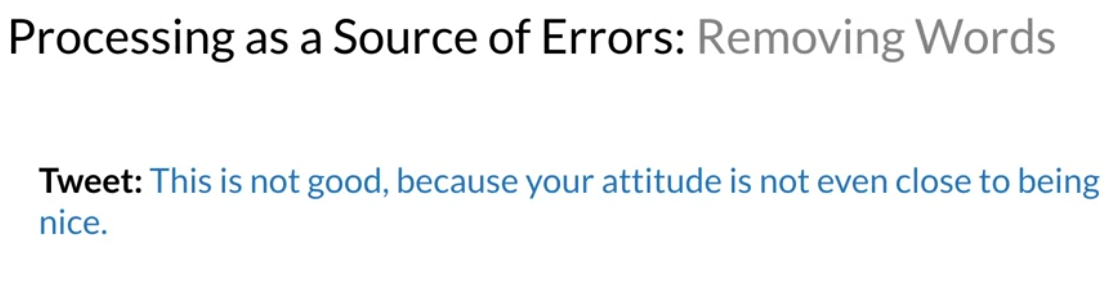 Processing as a Source of Errors: Removing Words
Tweet: This is not good, because your attitude is not even close to being
nice.